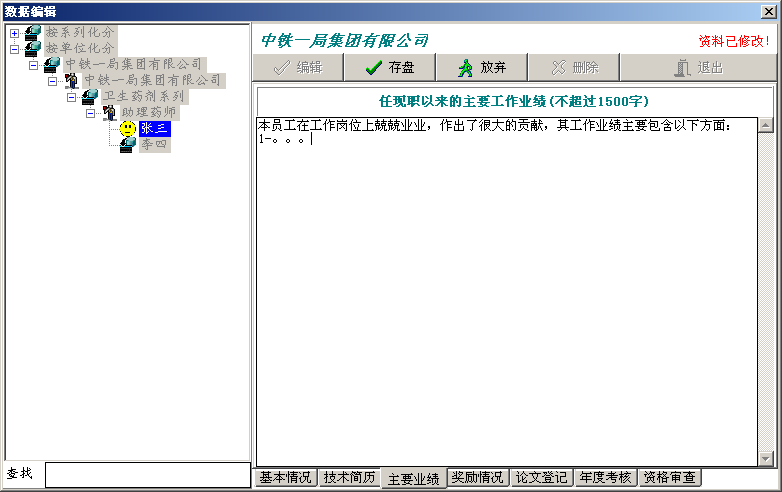 数据编辑
按系列化分
按单位化分
中铁一局集团有限公司
中铁一局集团有限公司
卫生药剂系列
助理药师
张三
李四
查找
中铁一局集团有限公司
资料已修改!
编辑 存盘 放弃 删除 退出
任现职以来的主要工作业绩(不超过1500字)
本员工在工作岗位上兢兢业业，作出了很大的贡献，其工作业绩主要包含以下方面：
1-。。。
基本情况 技术简历 主要业绩 奖励情况 论文登记 年度考核 资格审查